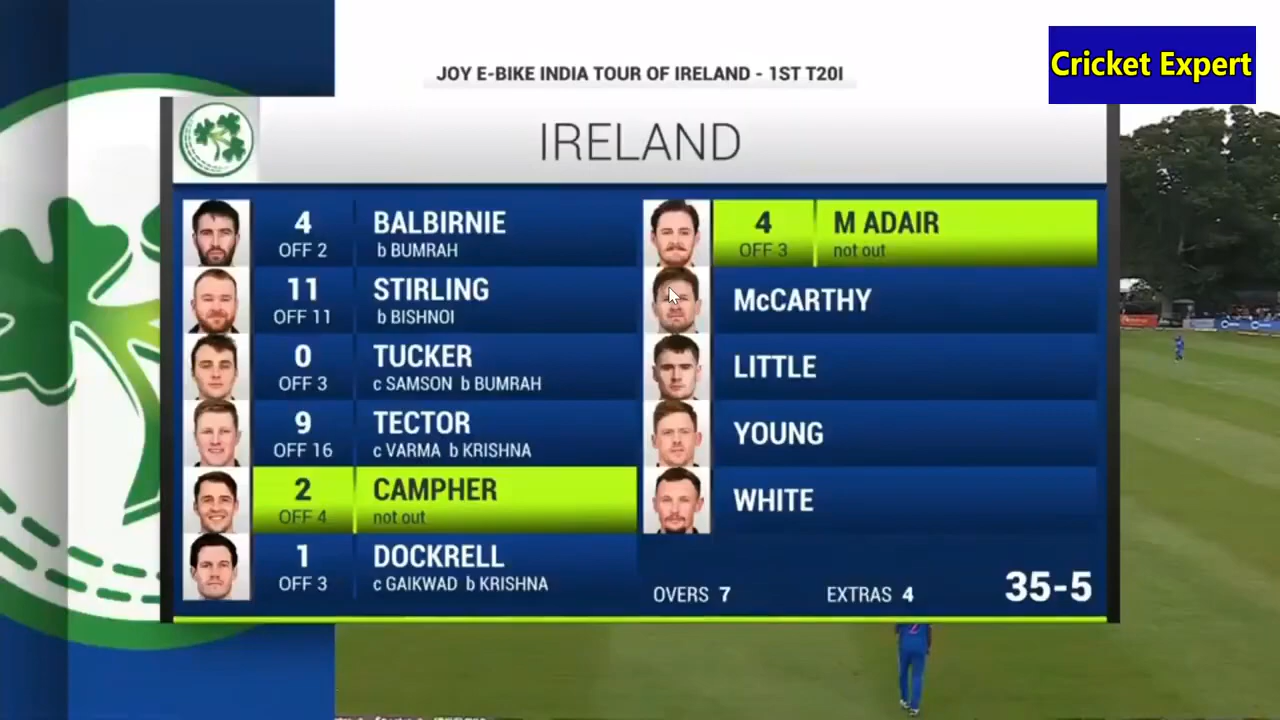 Cricket Expert
JOY E-BIKE INDIA TOUR OF IRELAND - 1ST T20I
IRELAND
4 BALBIRNIE
OFF 2 b BUMRAH
11 STIRLING
OFF 11 b BISHNOI
0 TUCKER
OFF 3 c SAMSON b BUMRAH
9 TECTOR
OFF 16 c VARMA b KRISHNA
2 CAMPHER
OFF 4 not out
1 DOCKRELL
OFF 3 c GAIKWAD b KRISHNA
4 M ADAIR
OFF 3 not out
McCARTHY
LITTLE
YOUNG
WHITE
OVERS 7 EXTRAS 4 35-5